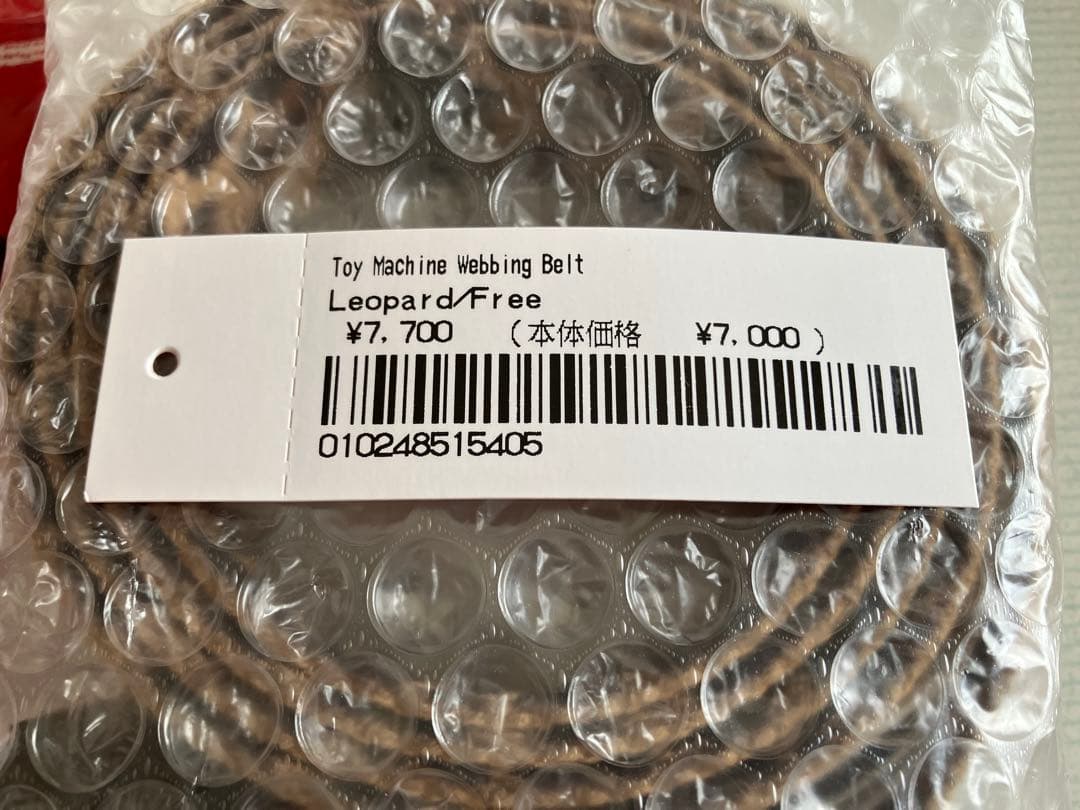 Toy Machine Webbing Belt
Leopard/Free
¥7,700 (本体価格 ¥7,000)
010248515405